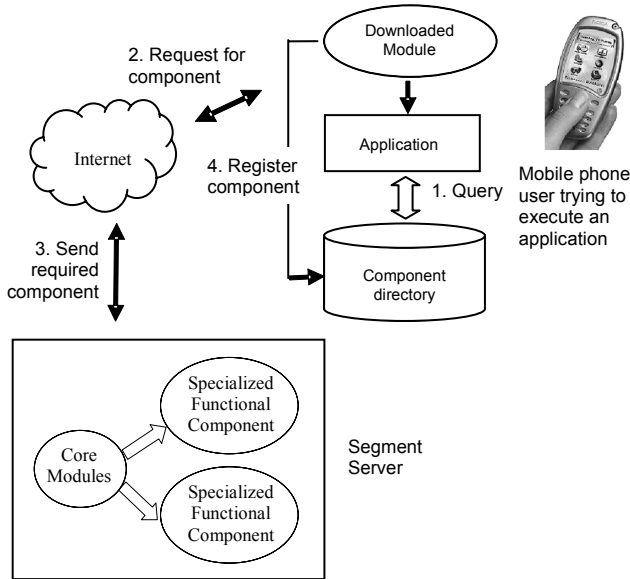 2. Request for
component
Downloaded
Module
Internet
4. Register
component
Application
1. Query
Mobile phone
user trying to
execute an
application
3. Send
required
component
Component
directory
Specialized
Functional
Component
Core
Modules
Specialized
Functional
Component
Segment
Server